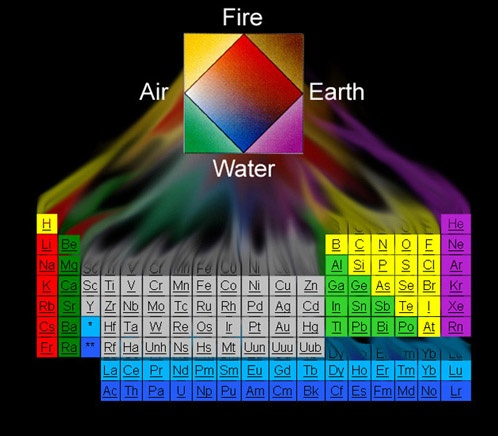 Fire
Air Earth
Water
H He
Li Be B C N O F Ne
Na Mg Al Si P S Cl Ar
K Ca Sc Ti V Cr Mn Fe Co Ni Cu Zn Ga Ge As Se Br Kr
Rb Sr Y Zr Nb Mo Tc Ru Rh Pd Ag Cd In Sn Sb Te I Xe
Cs Ba * Hf Ta W Re Os Ir Pt Au Hg Tl Pb Bi Po At Rn
Fr Ra ** Rf Ha Unh Ns Hs Mt Uun Uuu Uub
La Ce Pr Nd Pm Sm Eu Gd Tb Dy Ho Er Tm Yb Lu
Ac Th Pa U Np Pu Am Cm Bk Cf Es Fm Md No Lr